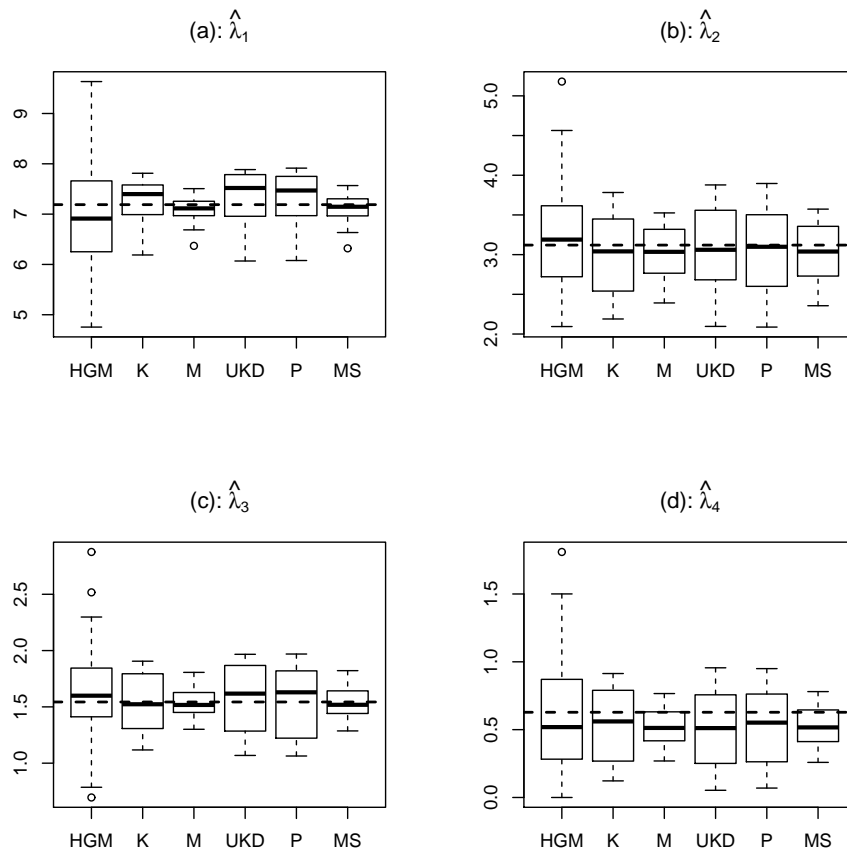 (a): λ̂₁
(b): λ̂₂
9
8
7
6
5
HGM K M UKD P MS
5.0
4.0
3.0
2.0
HGM K M UKD P MS
(c): λ̂₃
(d): λ̂₄
2.5
2.0
1.5
1.0
HGM K M UKD P MS
1.5
1.0
0.5
0.0
HGM K M UKD P MS